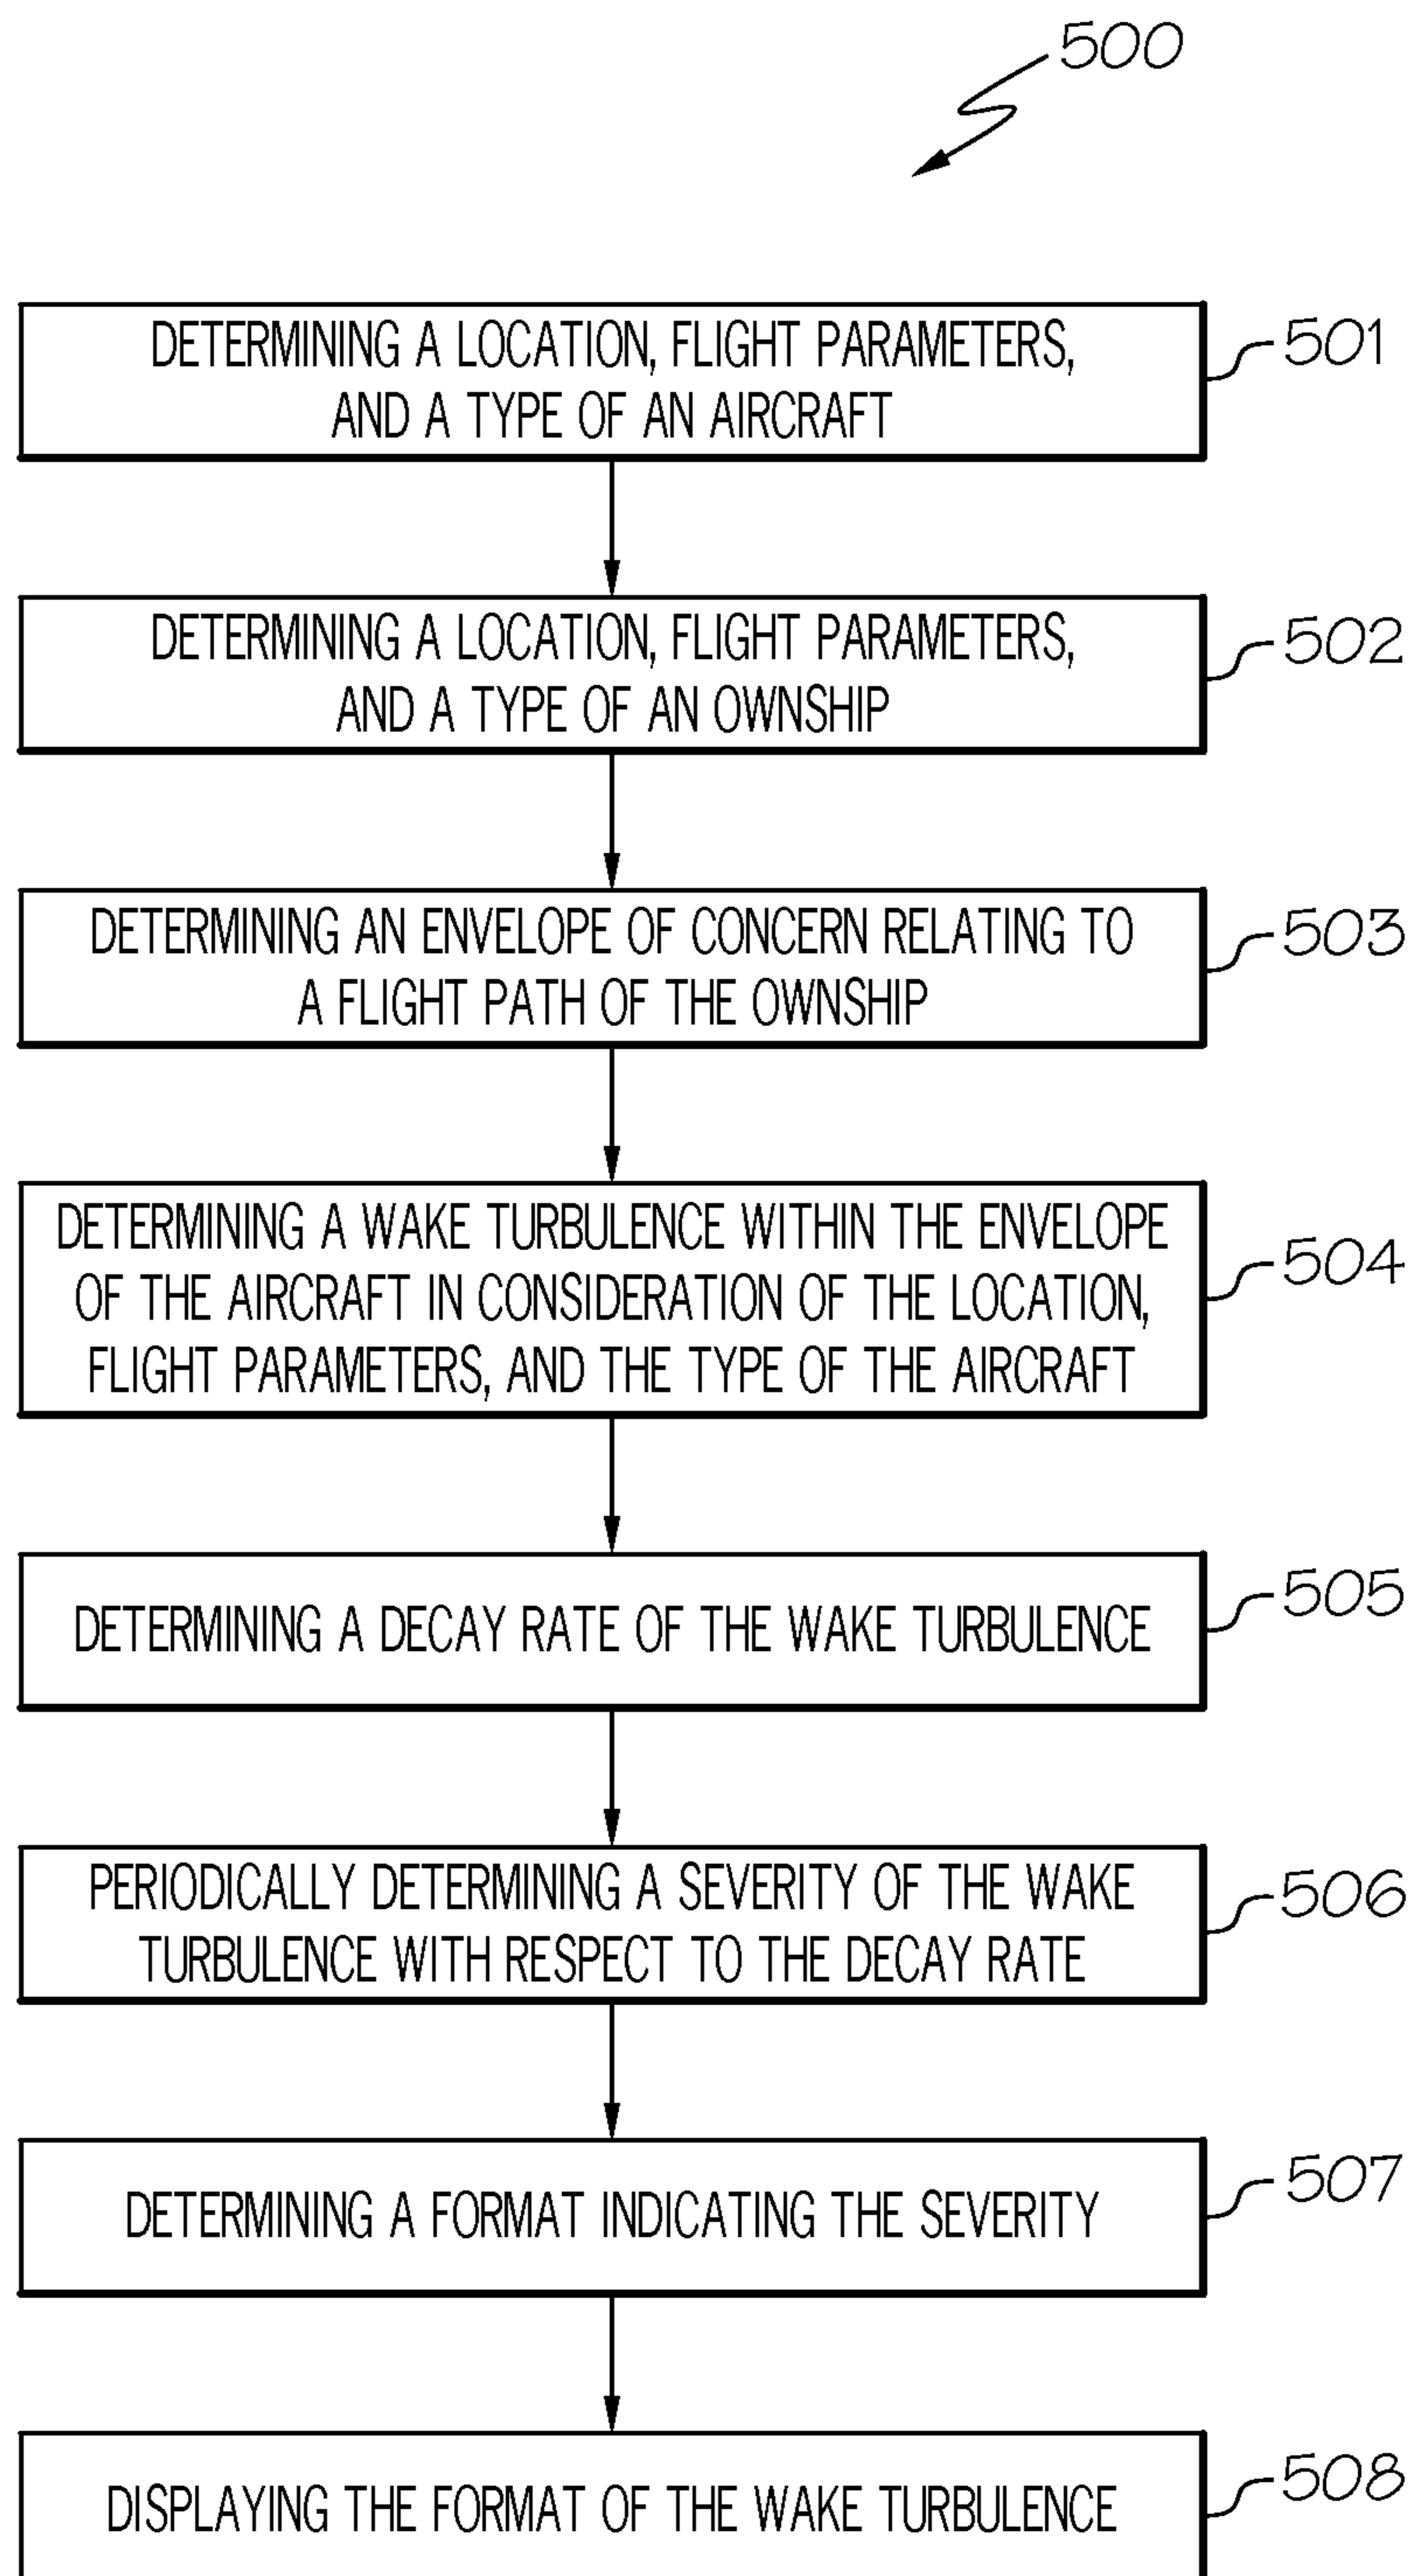 500
DETERMINING A LOCATION, FLIGHT PARAMETERS,
AND A TYPE OF AN AIRCRAFT
501
DETERMINING A LOCATION, FLIGHT PARAMETERS,
AND A TYPE OF AN OWNSHIP
502
DETERMINING AN ENVELOPE OF CONCERN RELATING TO
A FLIGHT PATH OF THE OWNSHIP
503
DETERMINING A WAKE TURBULENCE WITHIN THE ENVELOPE
OF THE AIRCRAFT IN CONSIDERATION OF THE LOCATION,
FLIGHT PARAMETERS, AND THE TYPE OF THE AIRCRAFT
504
DETERMINING A DECAY RATE OF THE WAKE TURBULENCE
505
PERIODICALLY DETERMINING A SEVERITY OF THE WAKE
TURBULENCE WITH RESPECT TO THE DECAY RATE
506
DETERMINING A FORMAT INDICATING THE SEVERITY
507
DISPLAYING THE FORMAT OF THE WAKE TURBULENCE
508